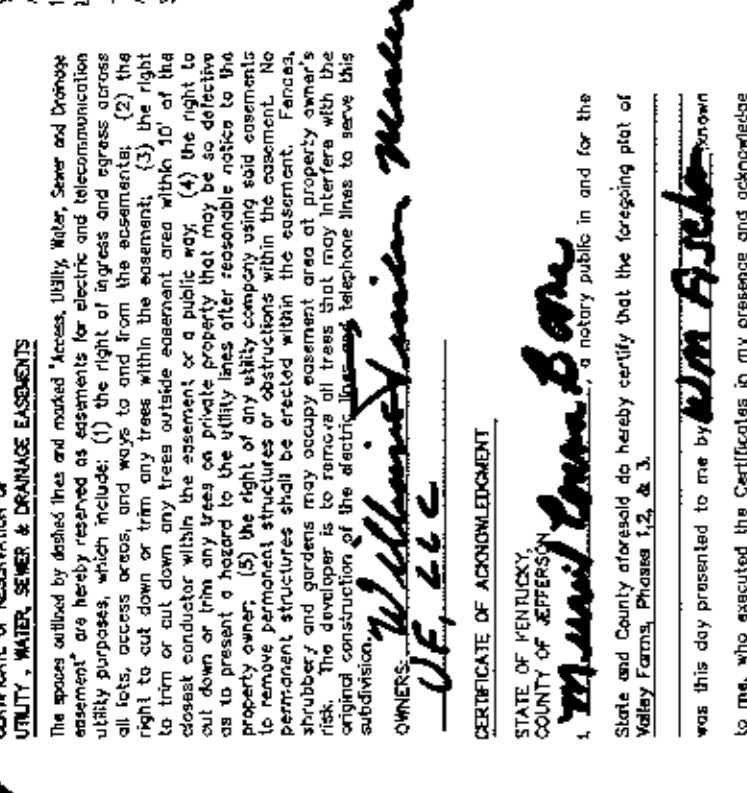 CERTIFICATE OF RESERVATION OF
UTILITY , WATER, SEWER & DRAINAGE EASEMENTS
The spaces outlined by dashed lines and marked "Access, Utility, Water, Sewer and Drainage
easement" are hereby reserved as easements for electric and telecommunication
utility purposes, which include: (1) the right of ingress and egress across
all lots, access areas, and ways to and from the easements; (2) the
right to cut down or trim any trees within the easement; (3) the right
to trim or cut down any trees outside easement area within 10' of the
closest conductor within the easement or a public way; (4) the right to
cut down or trim any trees on private property that may be so defective
as to present a hazard to the utility lines after reasonable notice to the
property owner; (5) the right of any utility company using said easements
to remove permanent structures or obstructions within the easement. No
permanent structures shall be erected within the easement. Fences,
shrubbery and gardens may occupy easement area at property owner's
risk. The developer is to remove all trees that may interfere with the
original construction of the electric lines and telephone lines to serve this
subdivision.
OWNERS: William
LLC
CERTIFICATE OF ACKNOWLEDGMENT
STATE OF KENTUCKY,
COUNTY OF JEFFERSON
I, , a notary public in and for the
State and County aforesaid do hereby certify that the foregoing plat of
Valley Farms, Phases 1,2, & 3.
was this day presented to me by Wm known
to me, who executed the Certificates in my presence and acknowledge